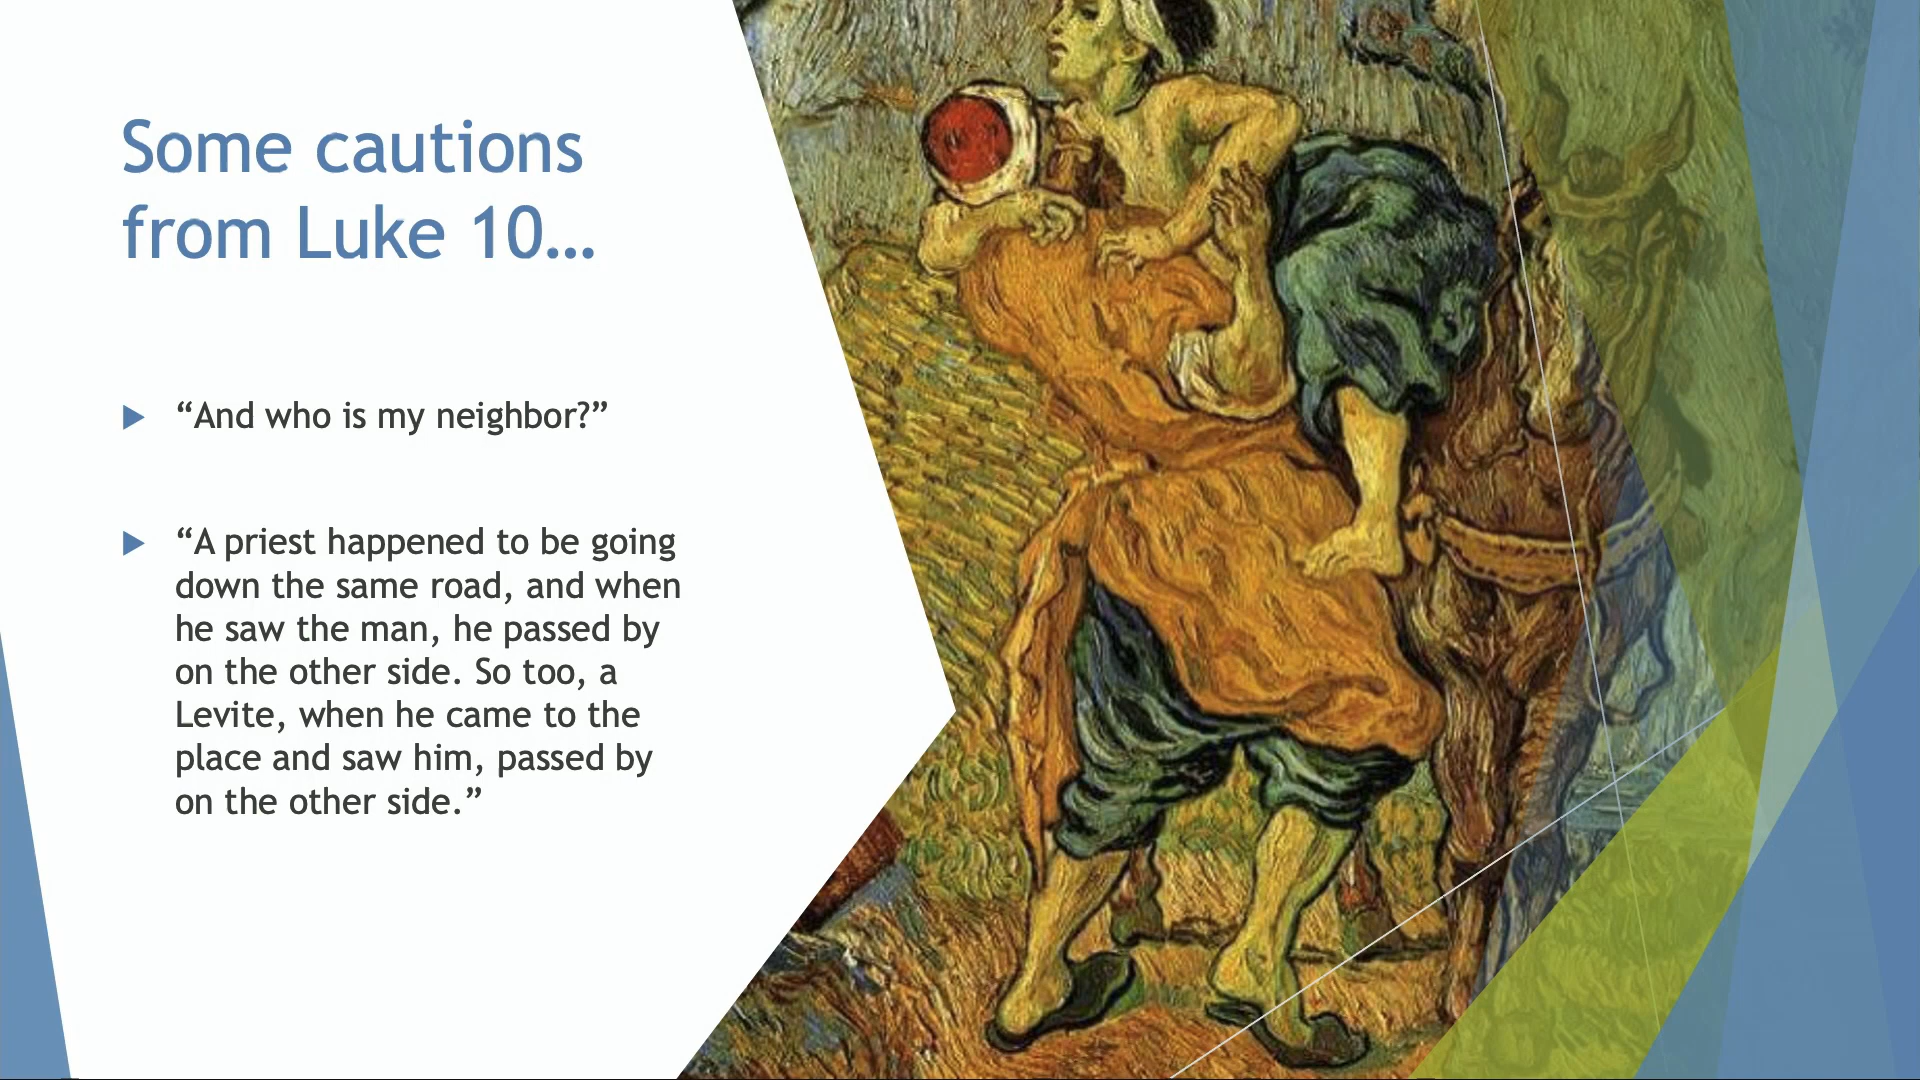 Some cautions
from Luke 10…
“And who is my neighbor?”
“A priest happened to be going
down the same road, and when
he saw the man, he passed by
on the other side. So too, a
Levite, when he came to the
place and saw him, passed by
on the other side.”